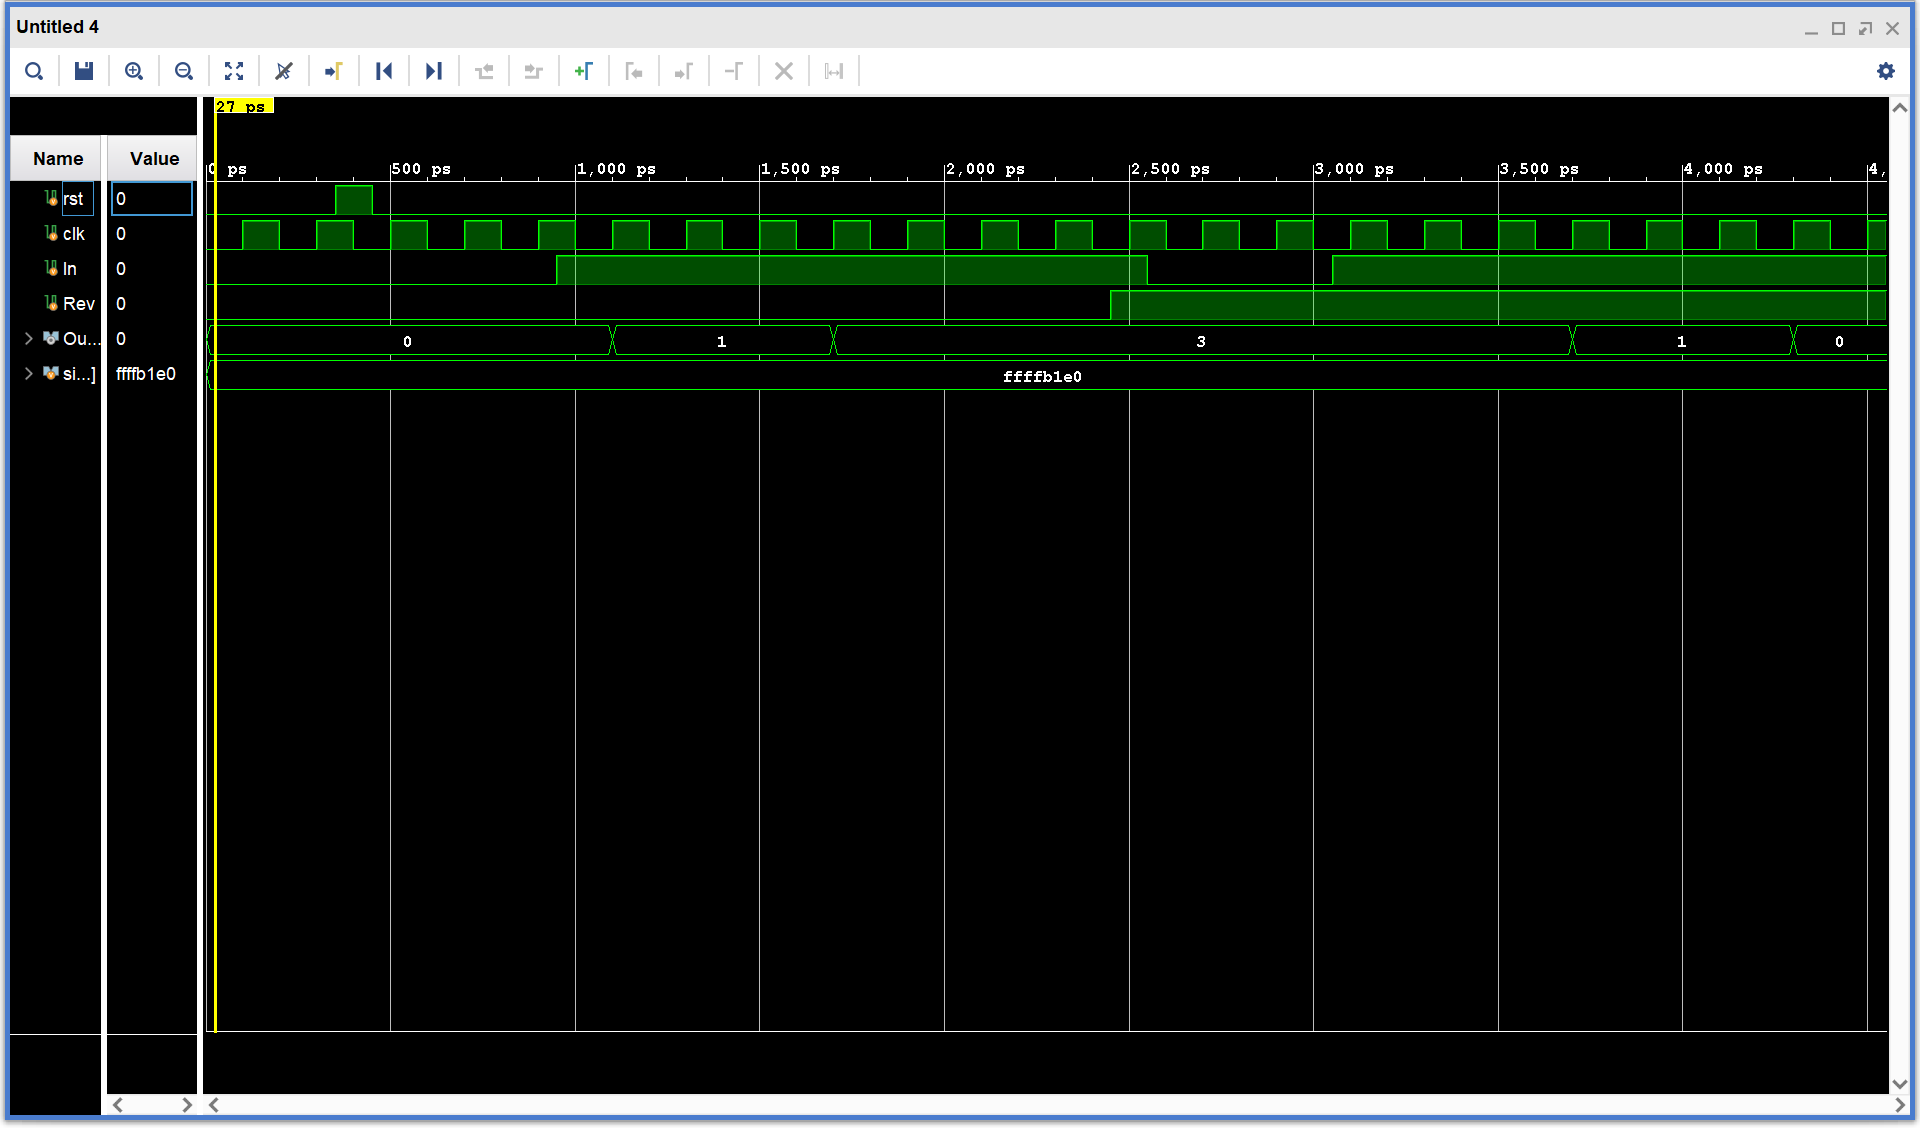 Untitled 4
27 ps
Name Value
0 ps 500 ps 1,000 ps 1,500 ps 2,000 ps 2,500 ps 3,000 ps 3,500 ps 4,000 ps 4,
rst 0
clk 0
In 0
Rev 0
Ou... 0 0 1 3 1 0
si...] ffffb1e0 ffffb1e0